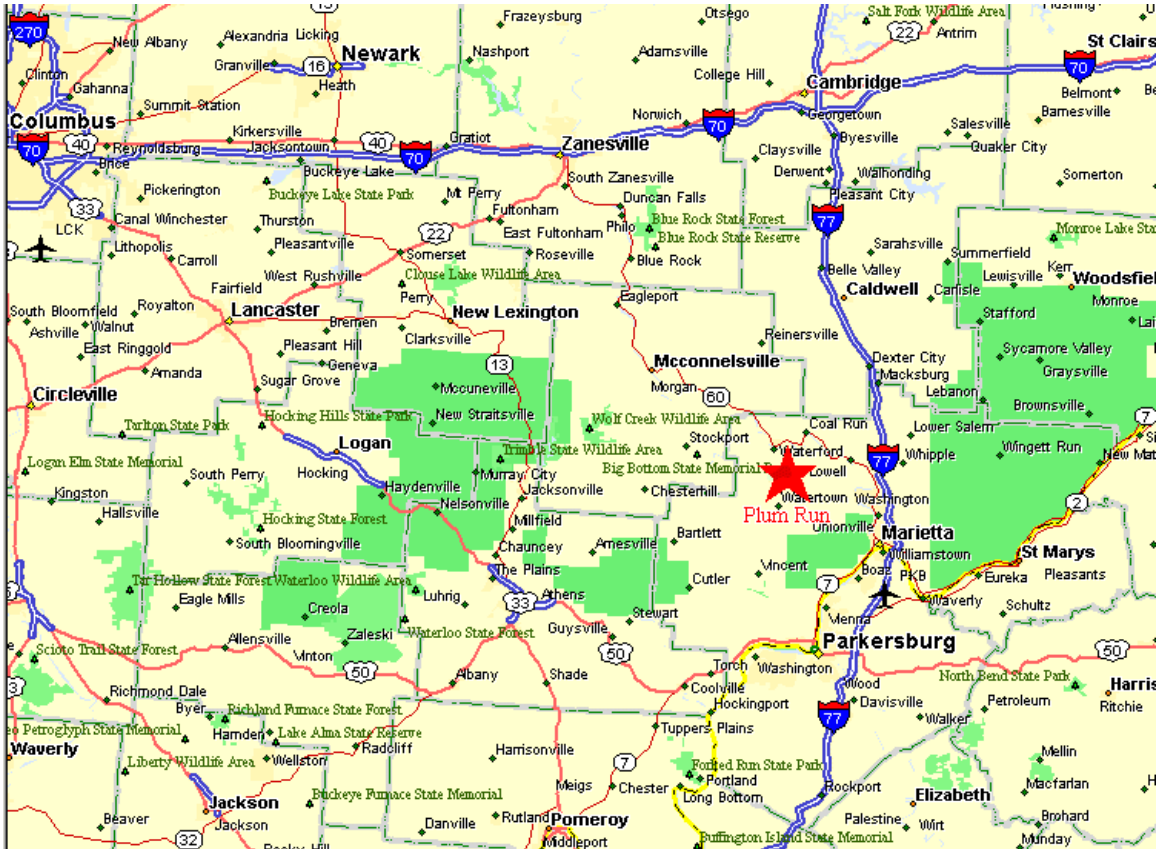 Frazeysburg
Otsego
Salt Fork Wildlife Area
270
Alexandria
Licking
22
Antrim
New Albany
Newark
Nashport
Adamsville
St Clairs
Granville
16
70
Clinton
Heath
College Hill
Cambridge
Belmont
Gahanna
Summit Station
Norwich
Georgetown
Barnesville
Columbus
Kirkersville
40
Gratiot
70
Byesville
Salesville
70
40
Reynoldsburg
Jacksontown
70
Zanesville
Claysville
Quaker City
Brice
Buckeye Lake
South Zanesville
Derwent
Walhonding
Somerton
Pickerington
Buckeye Lake State Park
Mt Perry
Duncan Falls
Pleasant City
33
Canal Winchester
Thurston
Fultonham
Philo
Blue Rock State Forest
77
LCK
22
East Fultonham
Blue Rock State Reserve
Monroe Lake Sta
Lithopolis
Pleasantville
Somerset
Roseville
Blue Rock
Sarahsville
Summerfield
Carroll
West Rushville
Clouse Lake Wildlife Area
Belle Valley
Lewisville
Kerr
Woodsfie
Fairfield
Perry
Eagleport
Caldwell
Carlisle
Monroe
South Bloomfield
Royalton
Lancaster
New Lexington
Stafford
Lai
Ashville
Walnut
Bremen
Clarksville
Reinersville
East Ringgold
Pleasant Hill
13
Mcconnelsville
Dexter City
Sycamore Valley
Amanda
Geneva
Macksburg
Graysville
Circleville
Sugar Grove
Mccuneville
Morgan
60
Lebanon
Brownsville
7
Hocking Hills State Park
New Straitsville
Wolf Creek Wildlife Area
Coal Run
Tarlton State Park
Logan
Stockport
Lower Salem
Wingett Run
Si
Logan Elm State Memorial
Hocking
Trimble State Wildlife Area
Waterford
77
Whipple
New Mat
South Perry
Murray City
Big Bottom State Memorial
Lowell
Kingston
Haydenville
Jacksonville
Chesterhill
Watertown
Washington
2
Hallsville
Nelsonville
Plum Run
Hocking State Forest
Millfield
Bartlett
Unionville
Marietta
South Bloomingville
Chauncey
Amesville
Williamstown
St Marys
Tar Hollow State Forest
Waterloo Wildlife Area
The Plains
Vincent
Boaz
PKB
Eureka
Pleasants
Eagle Mills
Creola
Luhrig
Athens
Cutler
7
Waverly
33
Stewart
Vienna
Schultz
Allensville
Zaleski
Waterloo State Forest
Guysville
Parkersburg
Scioto Trail State Forest
Vinton
50
50
50
Albany
Shade
Torch
Washington
Richmond Dale
Coolville
Wood
North Bend State Park
Harris
Byer
Richland Furnace State Forest
Hockingport
Davisville
Petroleum
Ritchie
eo Petroglyph State Memorial
Hamden
Lake Alma State Reserve
Tuppers Plains
77
Walker
Waverly
Radcliff
Harrisonville
Mellin
Liberty Wildlife Area
Wellston
7
Forked Run State Park
Meigs
Portland
Rockport
Macfarlan
Jackson
Buckeye Furnace State Memorial
Chester
Long Bottom
Elizabeth
Beaver
Jackson
Rutland
Pomeroy
Palestine
Wirt
Brohard
32
Danville
Middleport
Buffington Island State Memorial
Munday